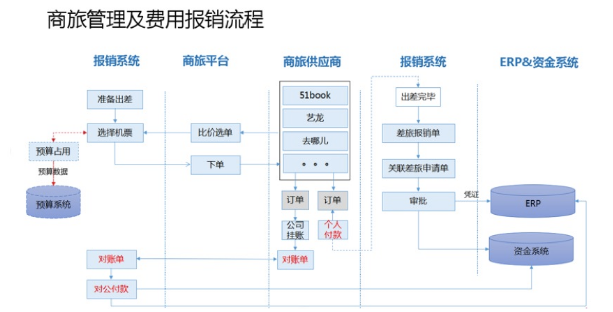 商旅管理及费用报销流程
报销系统
商旅平台
商旅供应商
报销系统
ERP&资金系统
准备出差
51book
出差完毕
艺龙
选择机票
比价选单
差旅报销单
去哪儿
预算占用
下单
。。。
关联差旅申请单
预算数据
预算系统
订单
订单
审批
凭证
ERP
公司
挂账
个人
付款
资金系统
对账单
对账单
对公付款